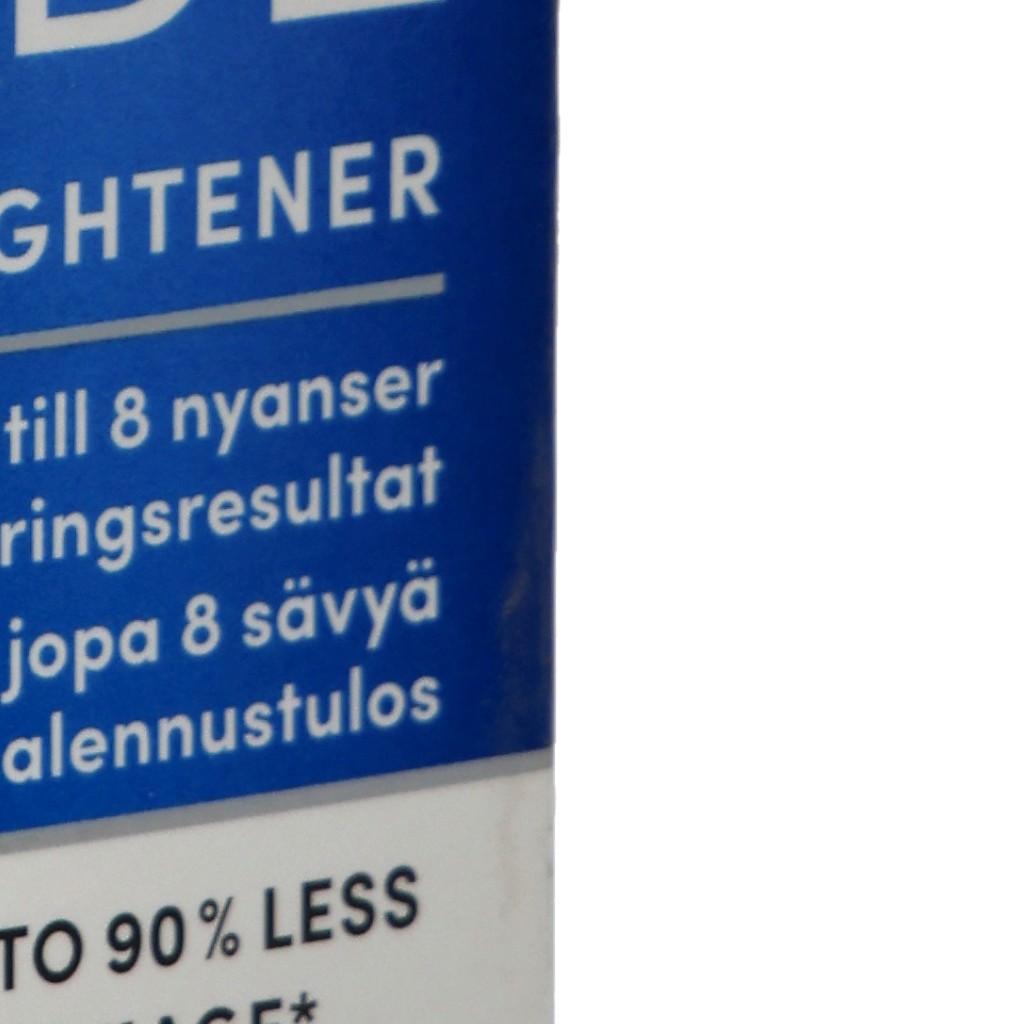 GHTENER
till 8 nyanser
ringsresultat
jopa 8 sävyä
alennustulos
TO 90% LESS